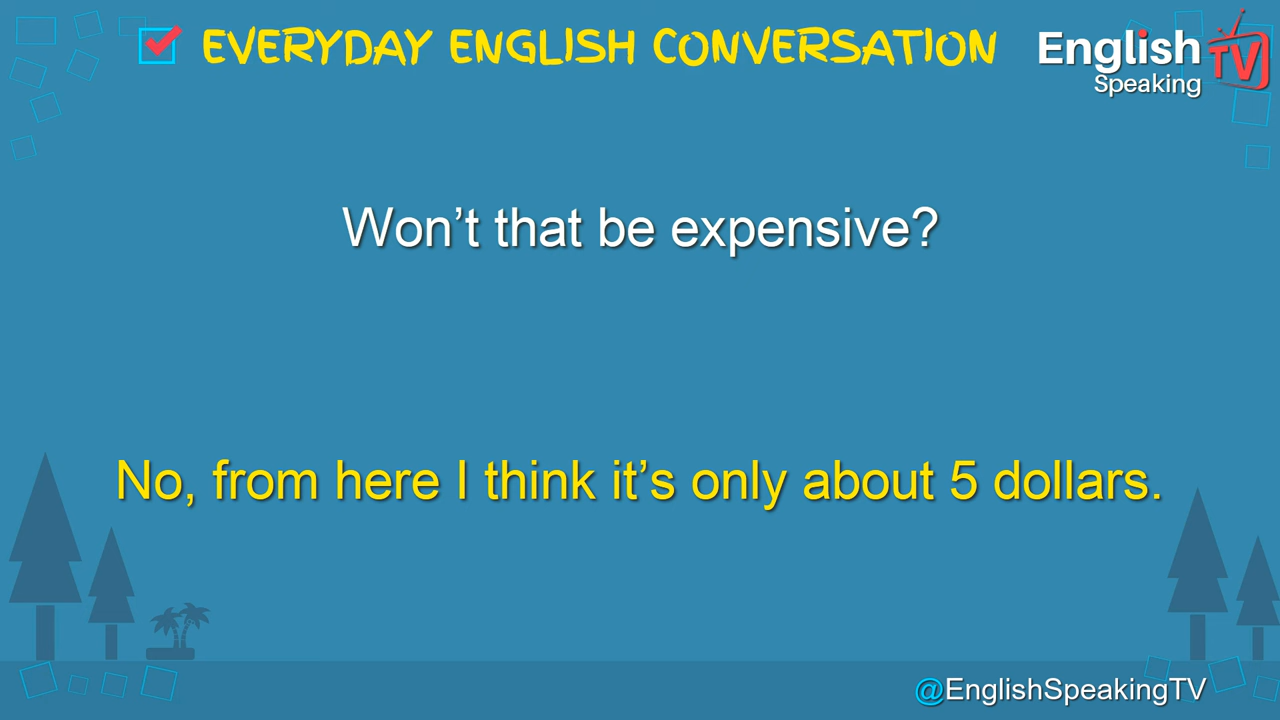 EVERYDAY ENGLISH CONVERSATION
English
Speaking
TV
Won’t that be expensive?
No, from here I think it’s only about 5 dollars.
@EnglishSpeakingTV